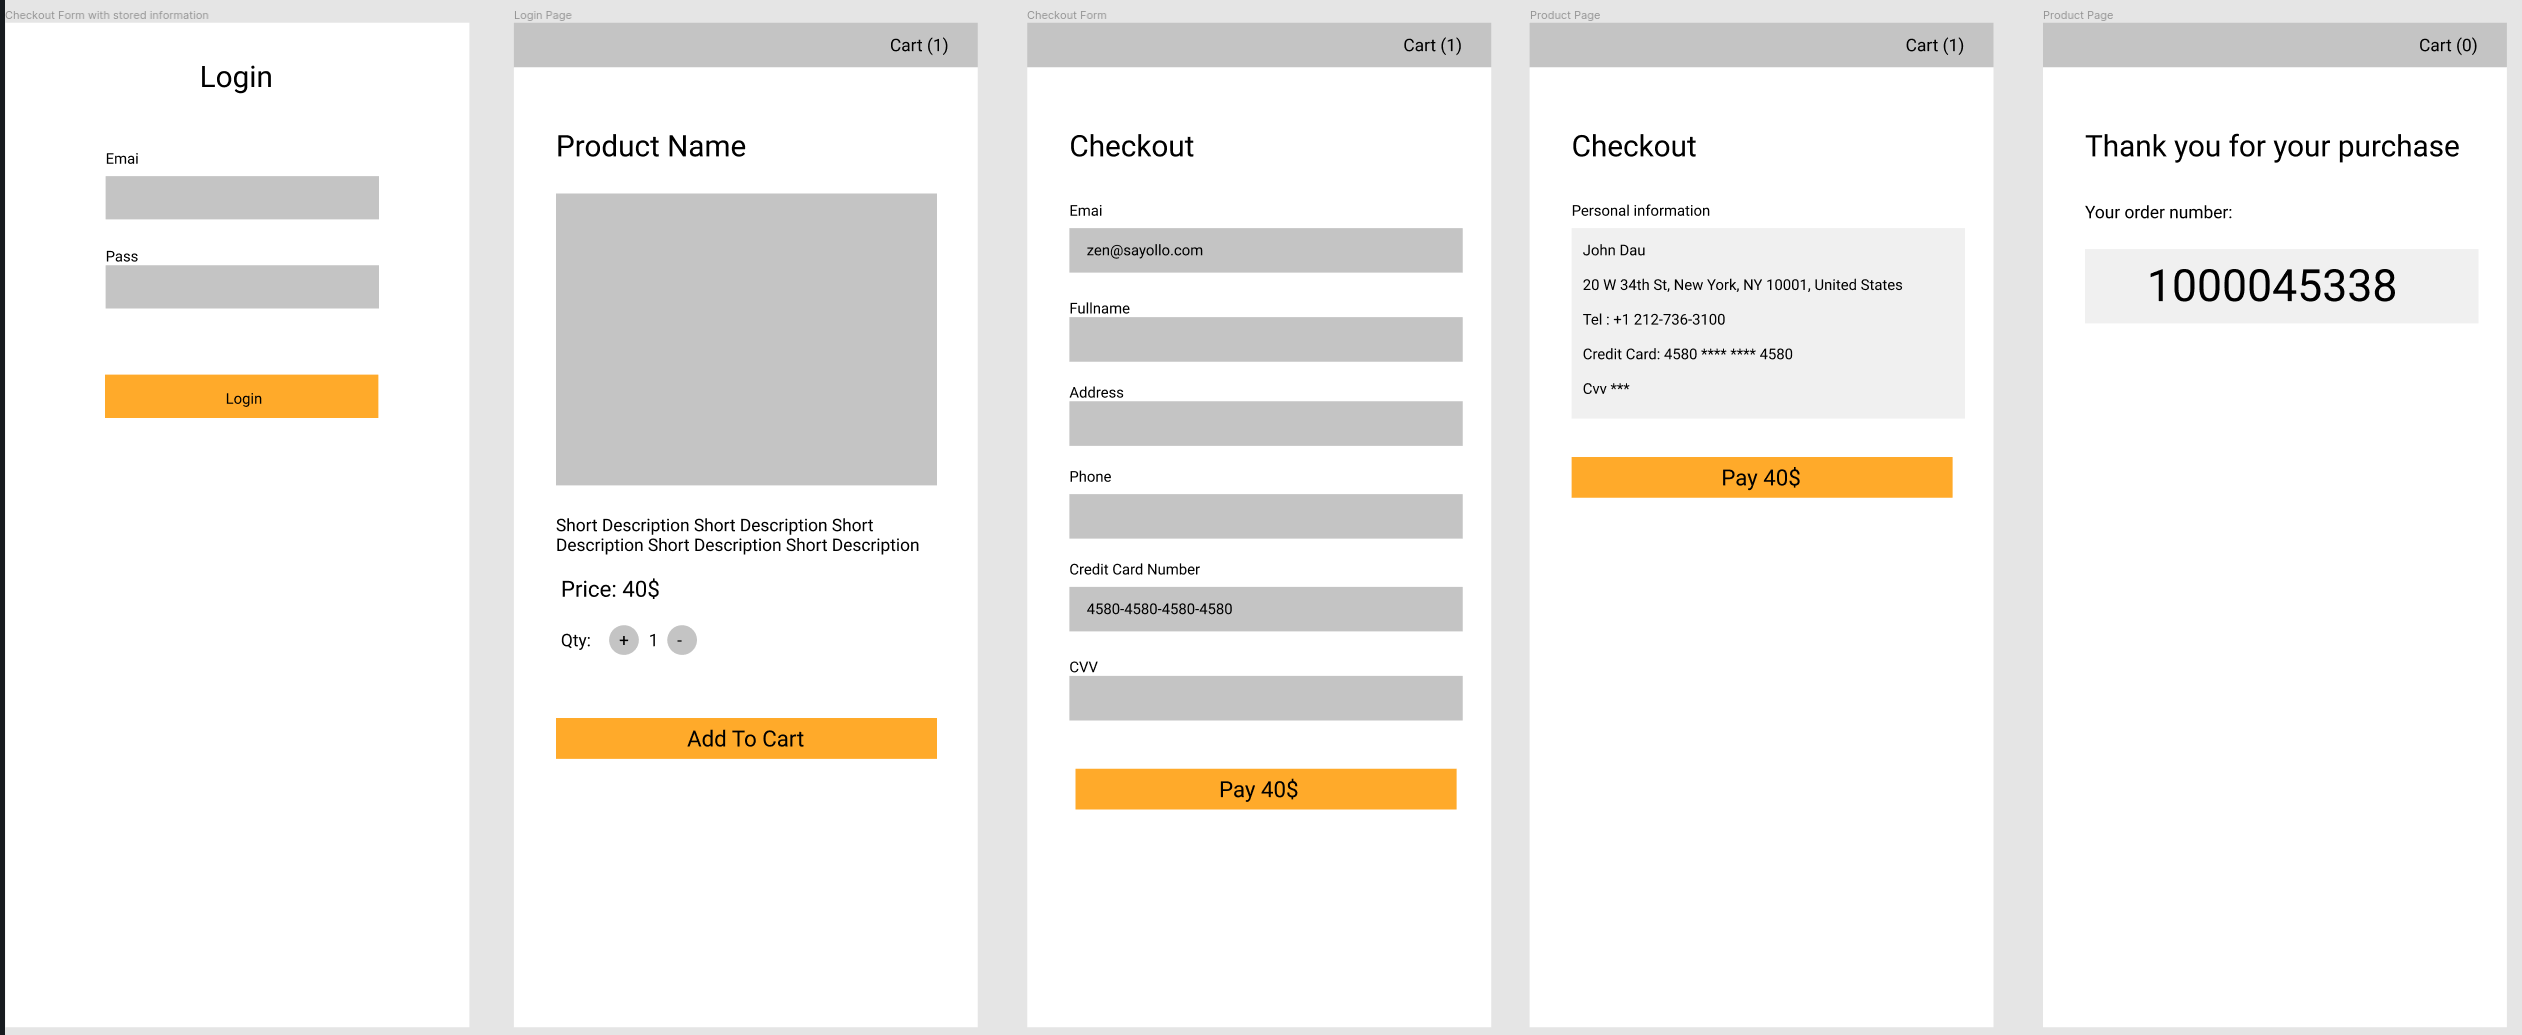 Checkout Form with stored information
Login
Emai
Pass
Login
Login Page
Cart (1)
Product Name
Short Description Short Description Short
Description Short Description Short Description
Price: 40$
Qty: + 1 -
Add To Cart
Checkout Form
Cart (1)
Checkout
Emai
zen@sayollo.com
Fullname
Address
Phone
Credit Card Number
4580-4580-4580-4580
CVV
Pay 40$
Product Page
Cart (1)
Checkout
Personal information
John Dau
20 W 34th St, New York, NY 10001, United States
Tel : +1 212-736-3100
Credit Card: 4580 **** **** 4580
Cvv ***
Pay 40$
Product Page
Cart (0)
Thank you for your purchase
Your order number:
1000045338